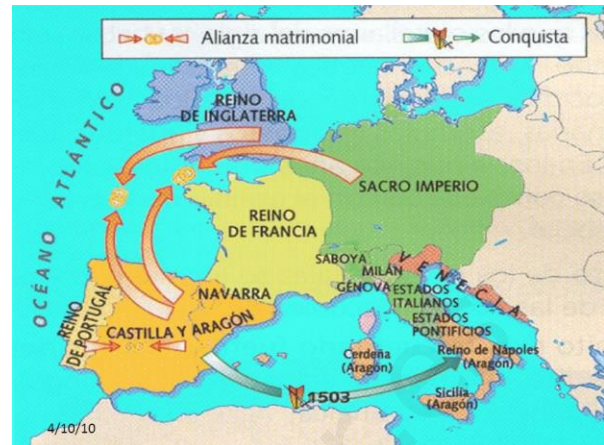 Alianza matrimonial
Conquista
OCÉANO ATLÁNTICO
REINO
DE INGLATERRA
SACRO IMPERIO
REINO
DE FRANCIA
SABOYA
MILÁN
GÉNOVA
VENECIA
ESTADOS
ITALIANOS
ESTADOS
PONTIFICIOS
NAVARRA
REINO
DE PORTUGAL
CASTILLA Y ARAGÓN
Cerdeña
(Aragón)
Reino de Nápoles
(Aragón)
Sicilia
(Aragón)
1503
4/10/10